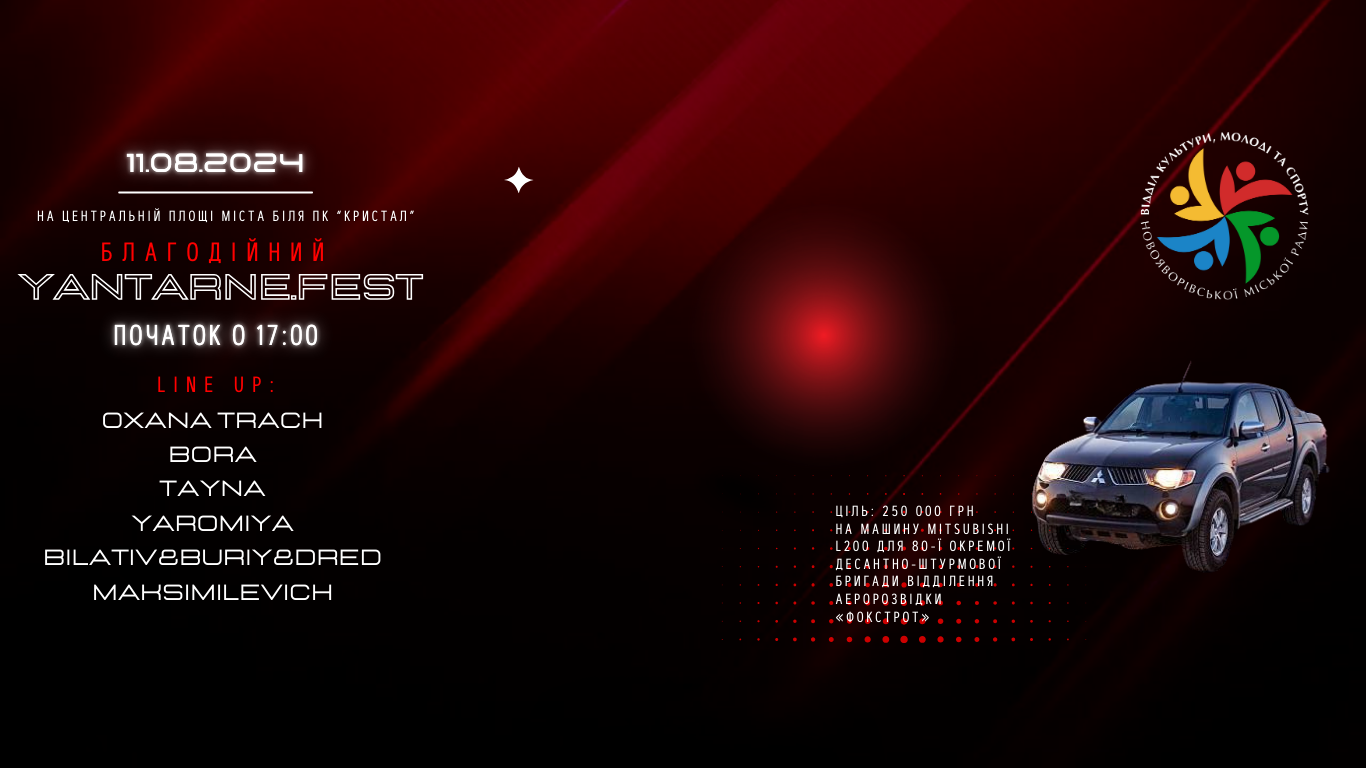 11.08.2024
НА ЦЕНТРАЛЬНІЙ ПЛОЩІ МІСТА БІЛЯ ПК “КРИСТАЛ”
БЛАГОДІЙНИЙ
YANTARNE.FEST
ПОЧАТОК О 17:00
LINE UP:
OXANA TRACH
BORA
TAYNA
YAROMIYA
BILATIV&BURIY&DRED
MAKSIMILEVICH
ВІДДІЛ КУЛЬТУРИ, МОЛОДІ ТА СПОРТУ
НОВОЯВОРІВСЬКОЇ МІСЬКОЇ РАДИ
ЦІЛЬ: 250 000 ГРН
НА МАШИНУ MITSUBISHI
L200 ДЛЯ 80-Ї ОКРЕМОЇ
ДЕСАНТНО-ШТУРМОВОЇ
БРИГАДИ ВІДДІЛЕННЯ
АЕРОРОЗВІДКИ
«ФОКСТРОТ»